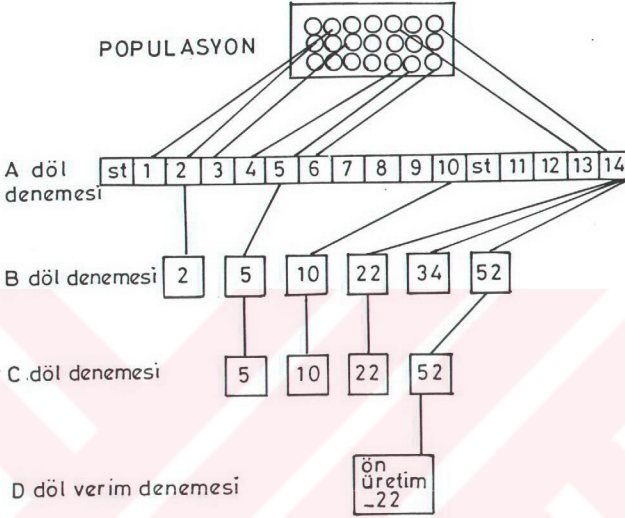 POPULASYON
A döl denemesi
st 1 2 3 4 5 6 7 8 9 10 st 11 12 13 14
B döl denemesi 2 5 10 22 34 52
C .döl denemesi 5 10 22 52
D döl verim denemesi
ön
üretim
_22